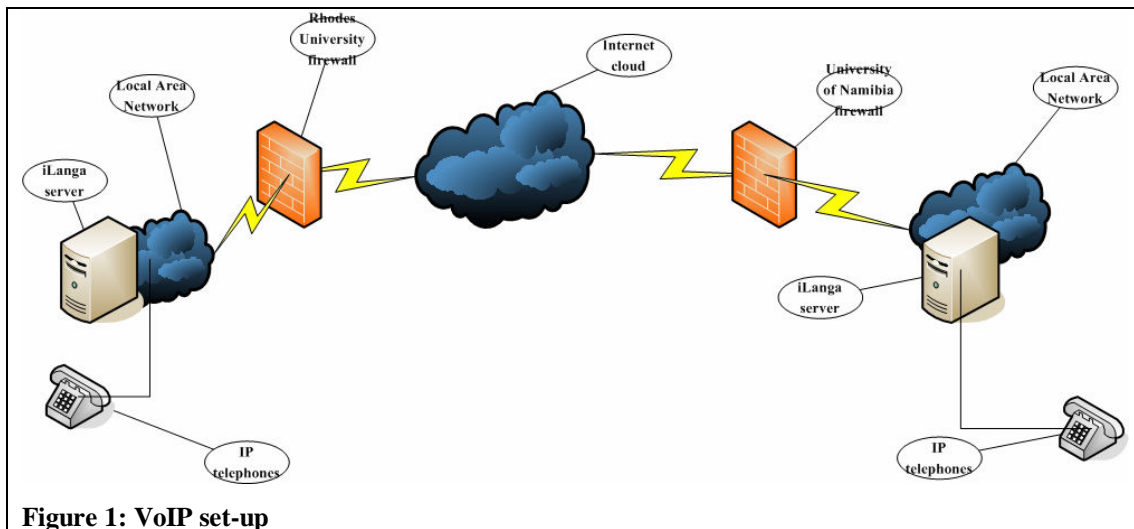 Rhodes
University
firewall
Internet
cloud
University
of Namibia
firewall
Local Area
Network
Local Area
Network
iLanga
server
iLanga
server
IP
telephones
IP
telephones
Figure 1: VoIP set-up